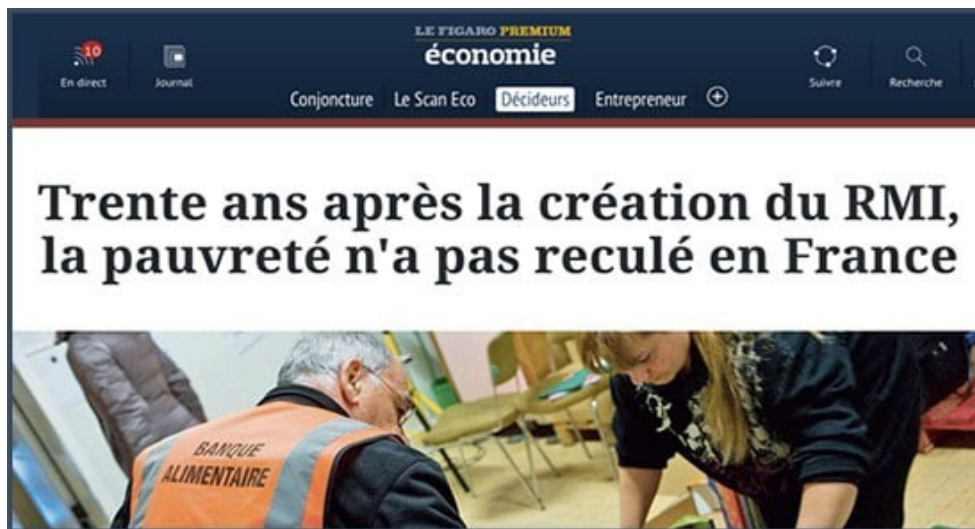 LE FIGARO PREMIUM
économie
10
En direct
Journal
Suivre
Recherche
Conjoncture Le Scan Eco Décideurs Entrepreneur
Trente ans après la création du RMI,
la pauvreté n'a pas reculé en France
BANQUE
ALIMENTAIRE